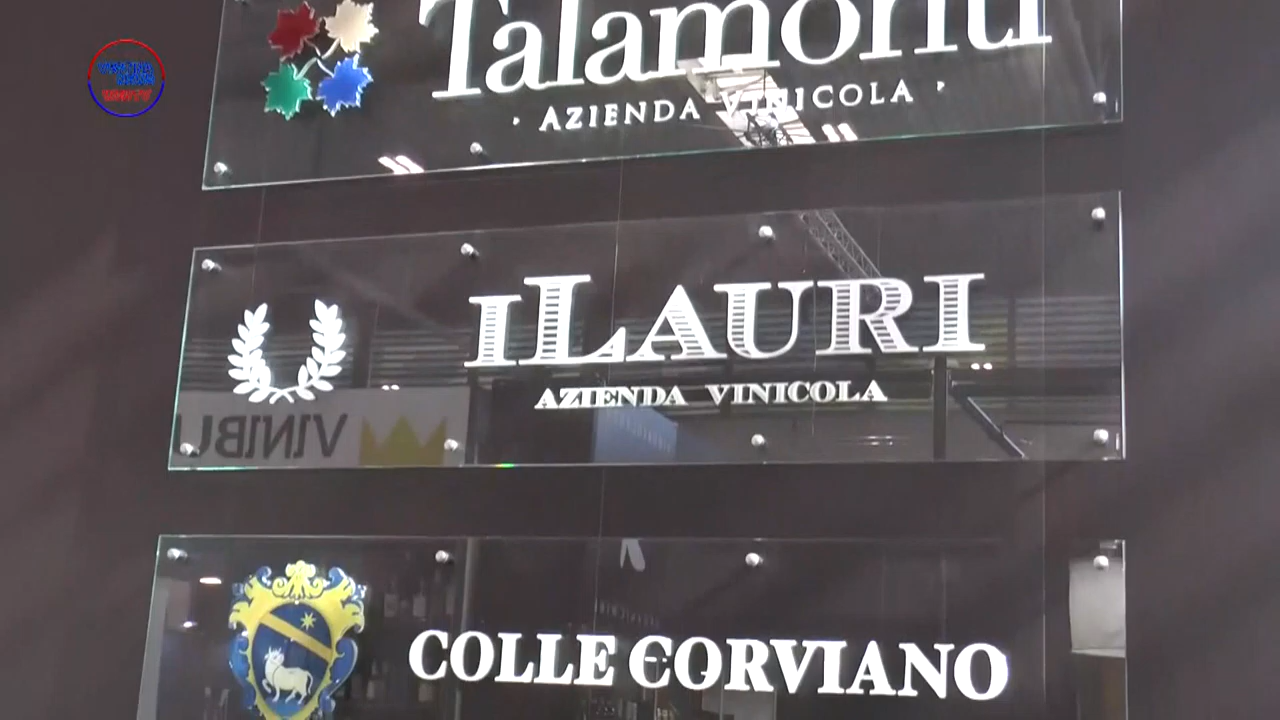 Talamonti
· AZIENDA VINICOLA ·
ILAURI
AZIENDA VINICOLA
VINIBU
COLLE CORVIANO